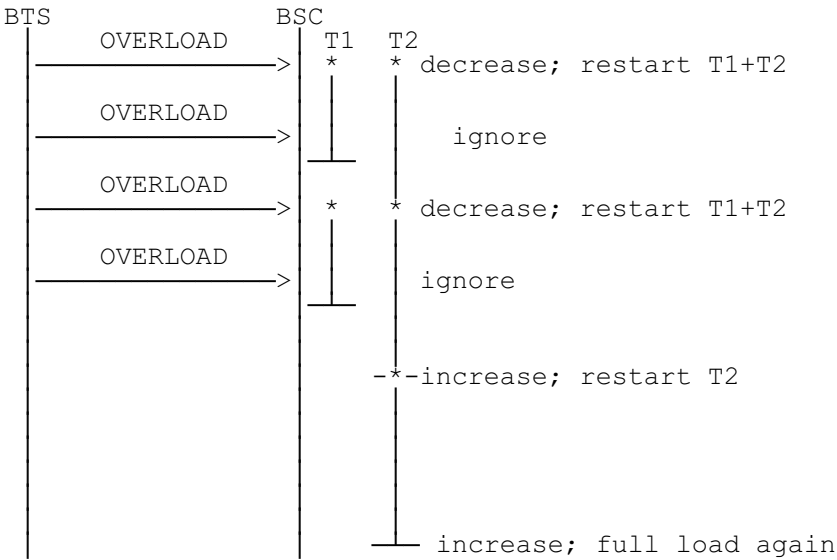 BTS BSC
OVERLOAD T1 T2
* * decrease; restart T1+T2
OVERLOAD
ignore
OVERLOAD
* * decrease; restart T1+T2
OVERLOAD
ignore
-*-increase; restart T2
increase; full load again